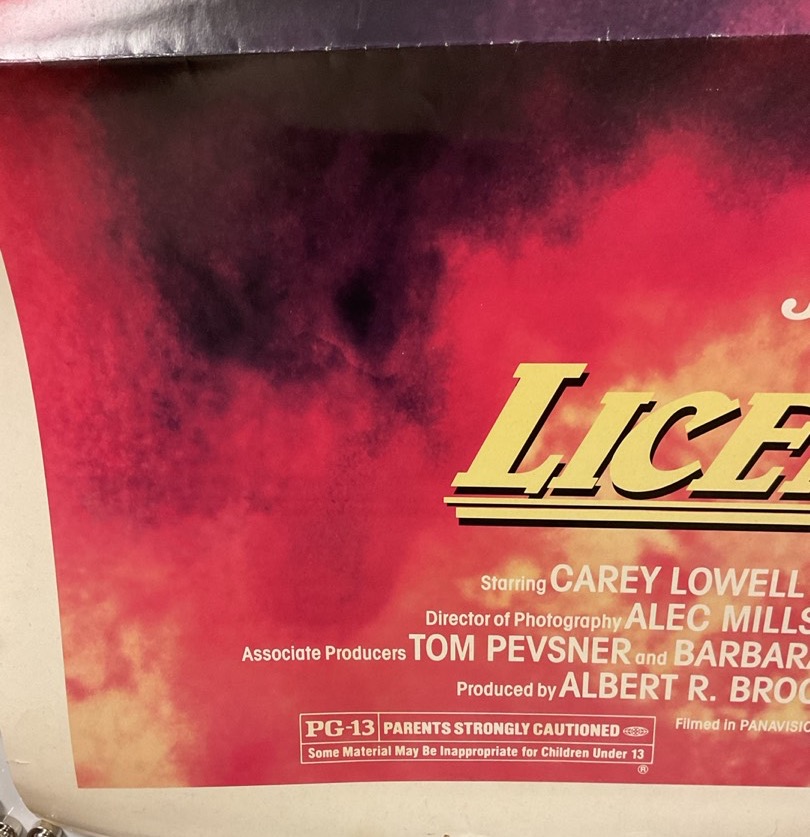 J
LICE
Starring CAREY LOWELL
Director of Photography ALEC MILLS
Associate Producers TOM PEVSNER and BARBARA
Produced by ALBERT R. BROC
Filmed in PANAVISIO
PG-13 PARENTS STRONGLY CAUTIONED
Some Material May Be Inappropriate for Children Under 13
®